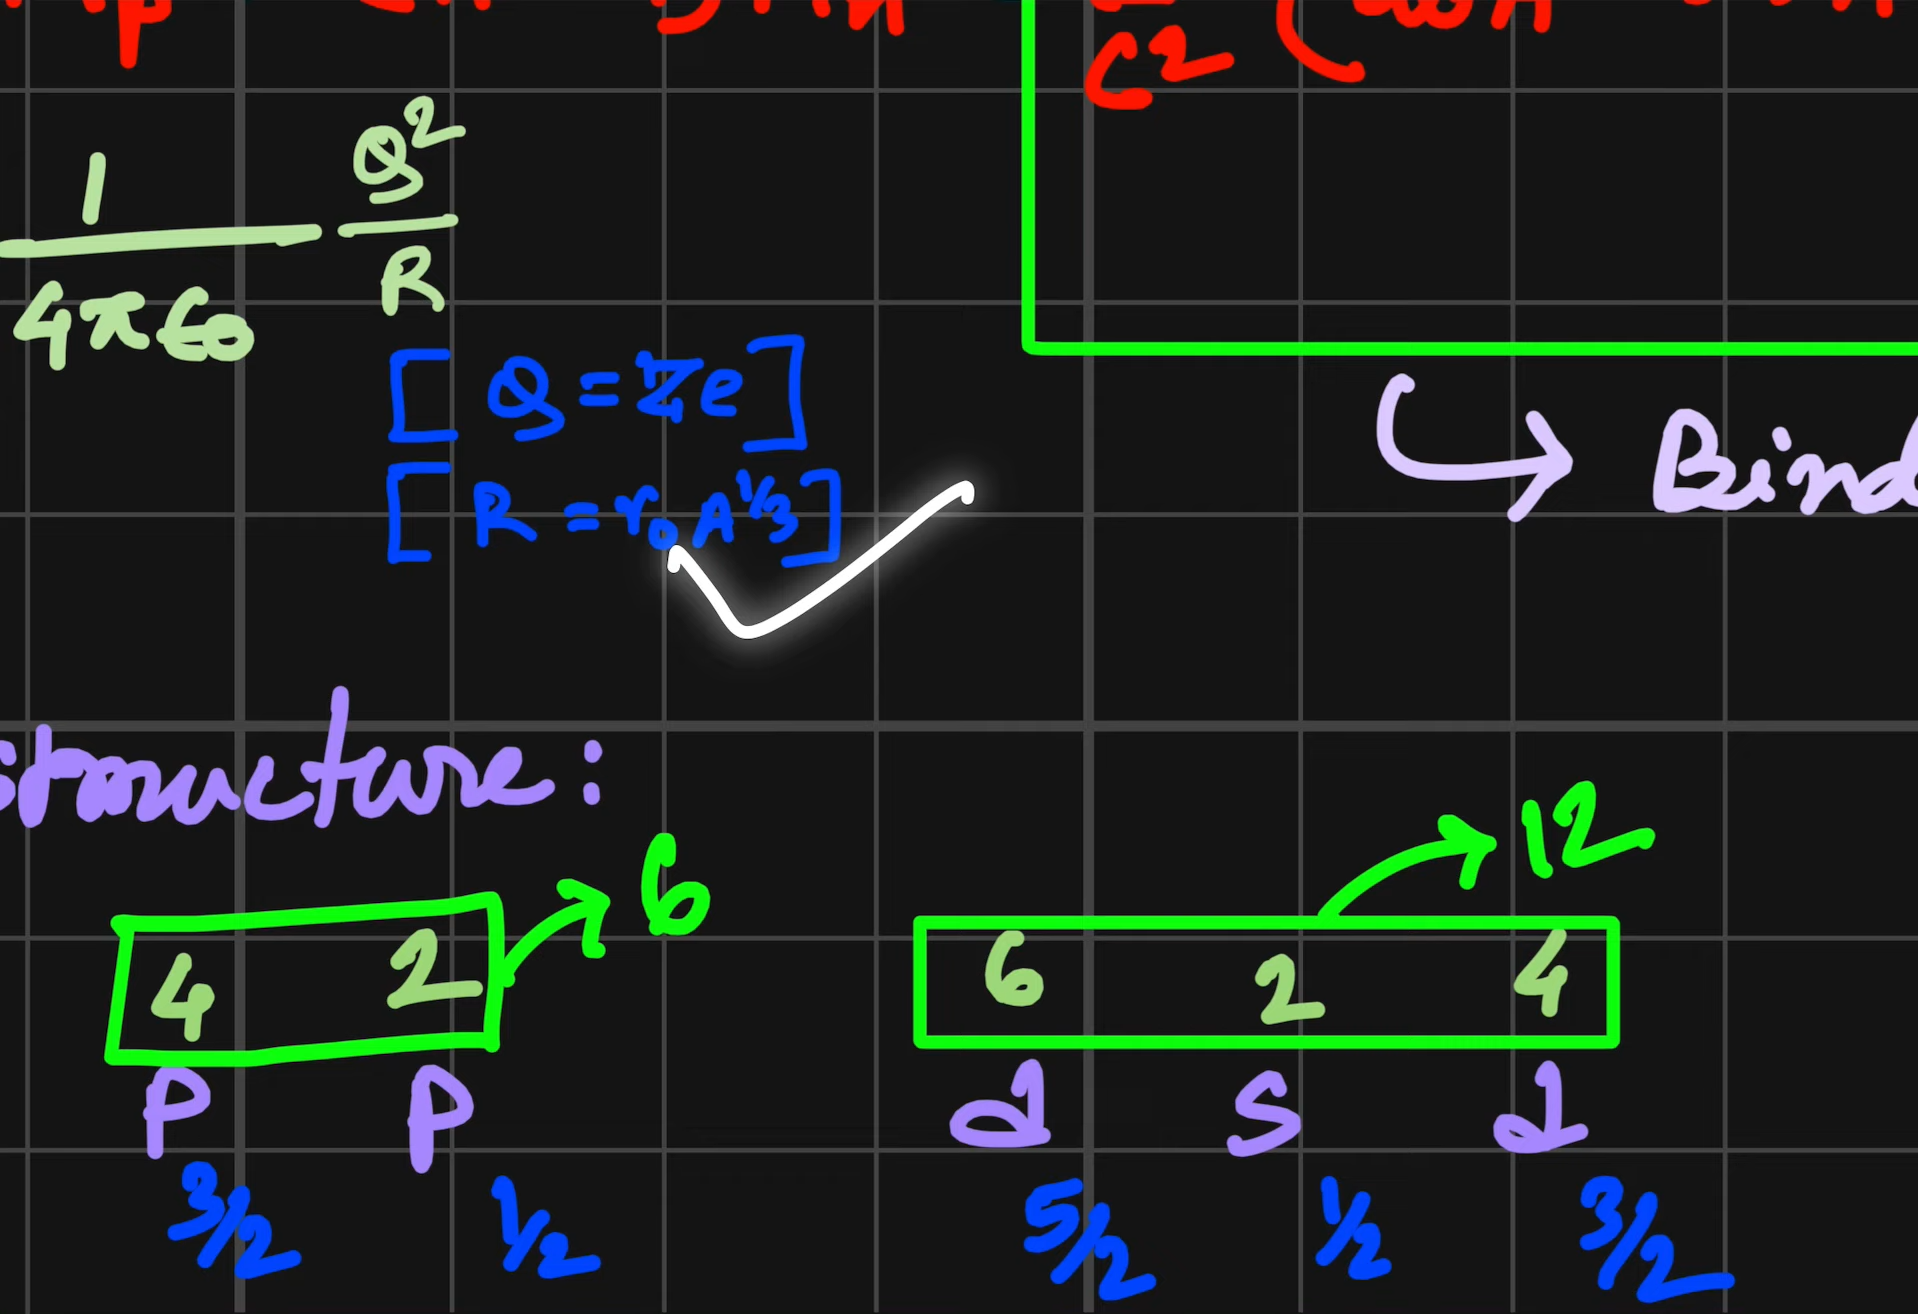 C²
1/4πϵ₀ Q²/R
[Q = Ze]
[R = r₀A^1/3]
Bind
structure:
6
12
4 2
6 2 4
P 3/2 P 1/2
d 5/2 S 1/2 d 3/2